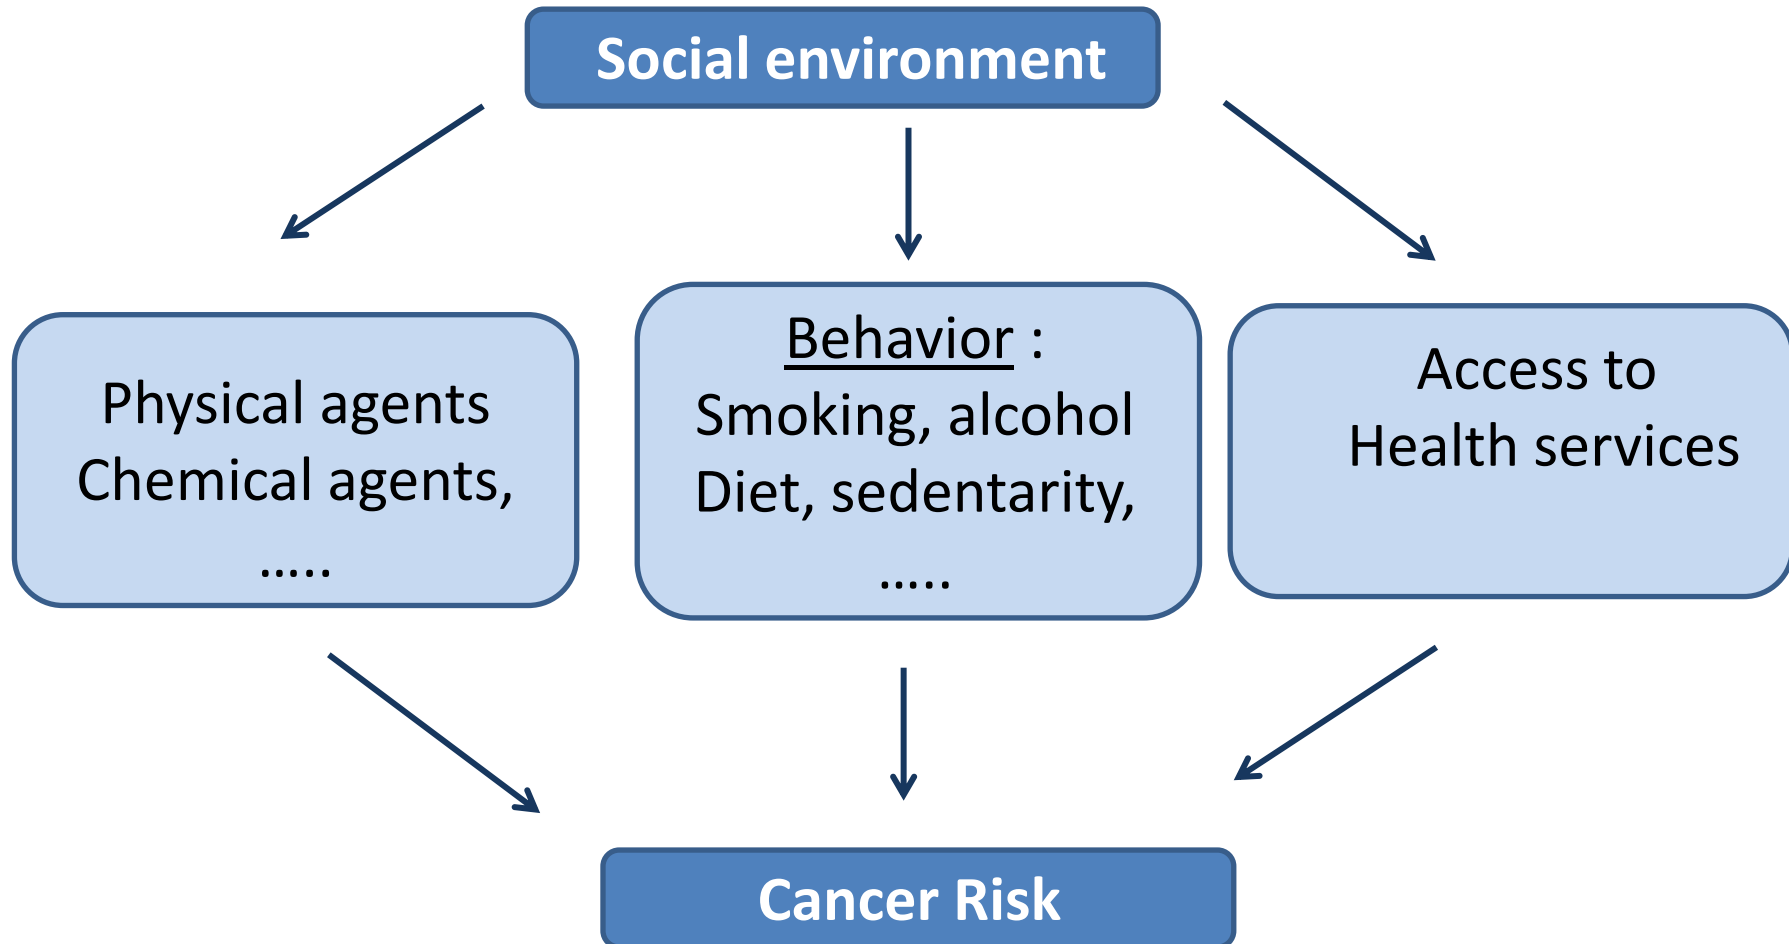 Social environment
Physical agents
Chemical agents,
.....
Behavior :
Smoking, alcohol
Diet, sedentarity,
.....
Access to
Health services
Cancer Risk